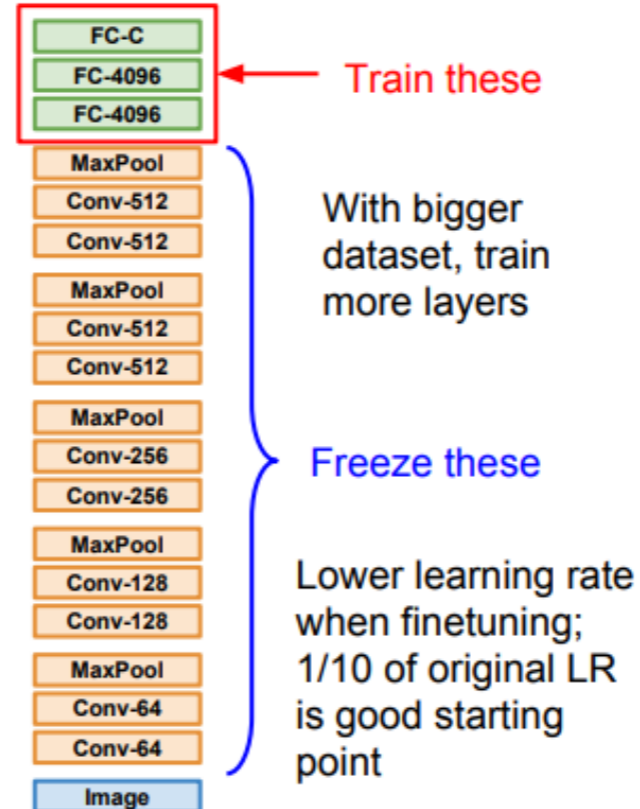 FC-C
FC-4096
FC-4096
Train these
MaxPool
Conv-512
Conv-512
With bigger
dataset, train
more layers
MaxPool
Conv-512
Conv-512
MaxPool
Conv-256
Conv-256
Freeze these
MaxPool
Conv-128
Conv-128
MaxPool
Conv-64
Conv-64
Lower learning rate
when finetuning;
1/10 of original LR
is good starting
point
Image